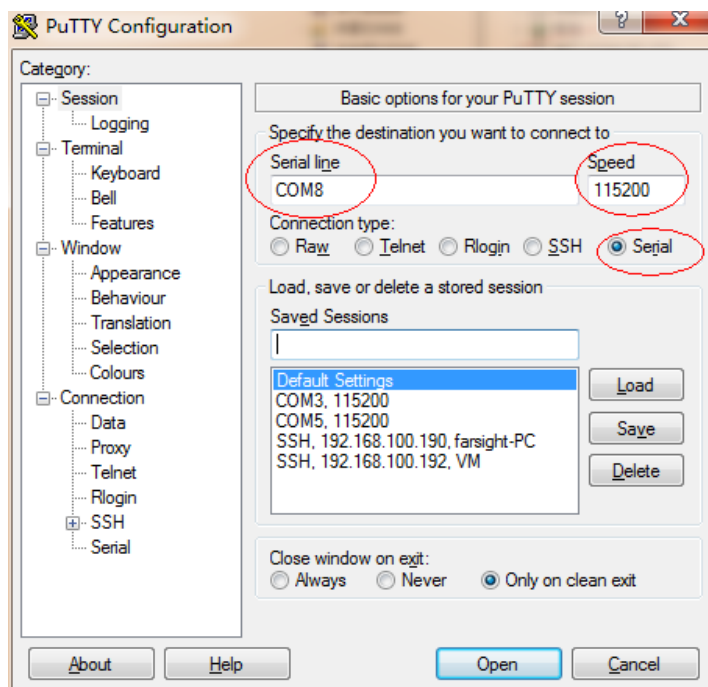 PuTTY Configuration
?
X
Category:
Session
Logging
Terminal
Keyboard
Bell
Features
Window
Appearance
Behaviour
Translation
Selection
Colours
Connection
Data
Proxy
Telnet
Rlogin
SSH
Serial
Basic options for your PuTTY session
Specify the destination you want to connect to
Serial line Speed
COM8 115200
Connection type:
Raw Telnet Rlogin SSH Serial
Load, save or delete a stored session
Saved Sessions
Default Settings
COM3, 115200
COM5, 115200
SSH, 192.168.100.190, farsight-PC
SSH, 192.168.100.192, VM
Load
Save
Delete
Close window on exit:
Always Never Only on clean exit
About Help Open Cancel